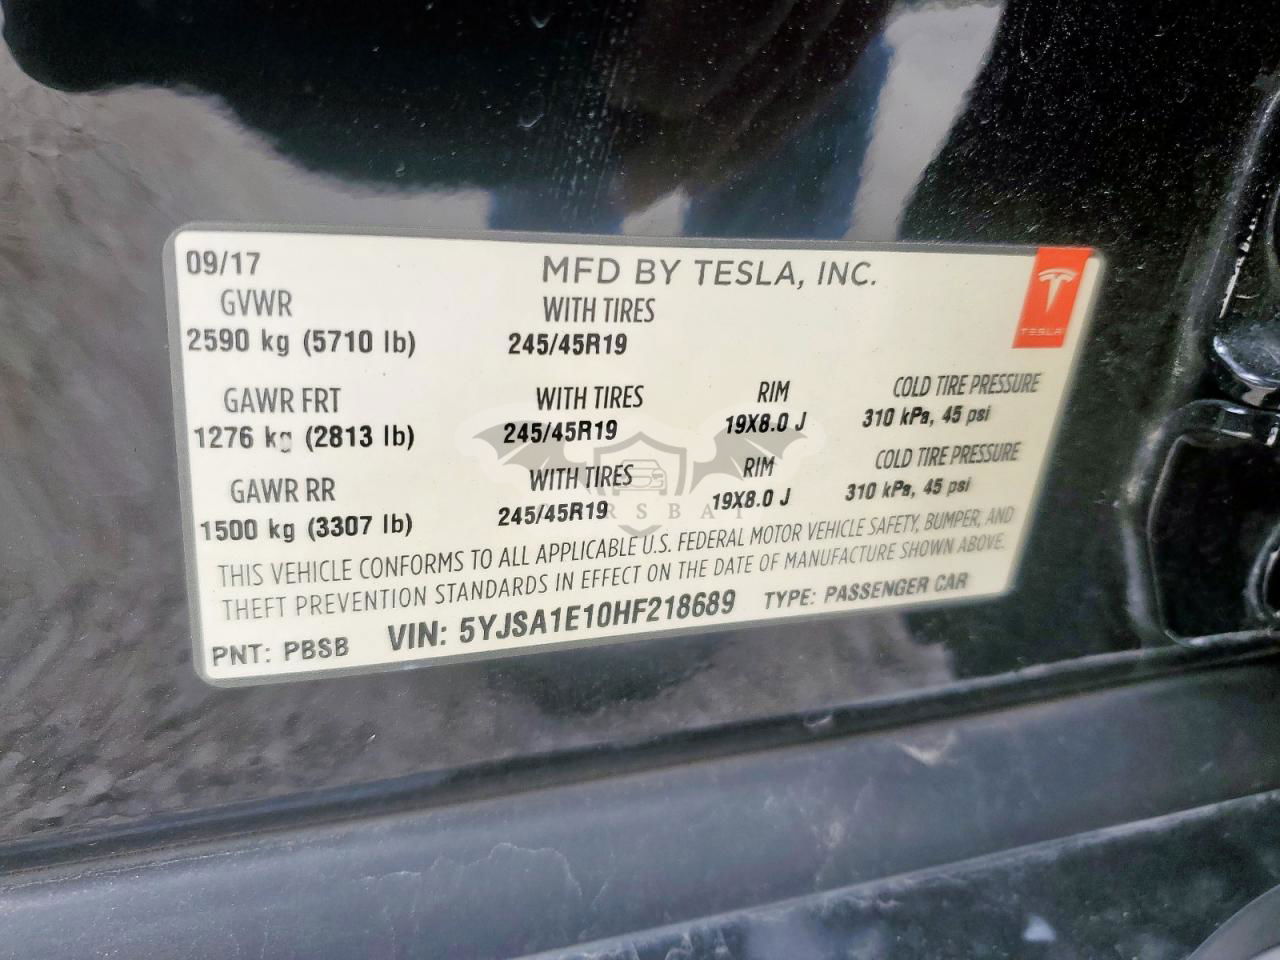 09/17
MFD BY TESLA, INC.
TESLA
GVWR WITH TIRES
2590 kg (5710 lb) 245/45R19
GAWR FRT WITH TIRES RIM COLD TIRE PRESSURE
1276 kg (2813 lb) 245/45R19 19X8.0 J 310 kPa, 45 psi
GAWR RR WITH TIRES RIM COLD TIRE PRESSURE
1500 kg (3307 lb) 245/45R19 19X8.0 J 310 kPa, 45 psi
THIS VEHICLE CONFORMS TO ALL APPLICABLE U.S. FEDERAL MOTOR VEHICLE SAFETY, BUMPER, AND
THEFT PREVENTION STANDARDS IN EFFECT ON THE DATE OF MANUFACTURE SHOWN ABOVE.
PNT: PBSB VIN: 5YJSA1E10HF218689 TYPE: PASSENGER CAR